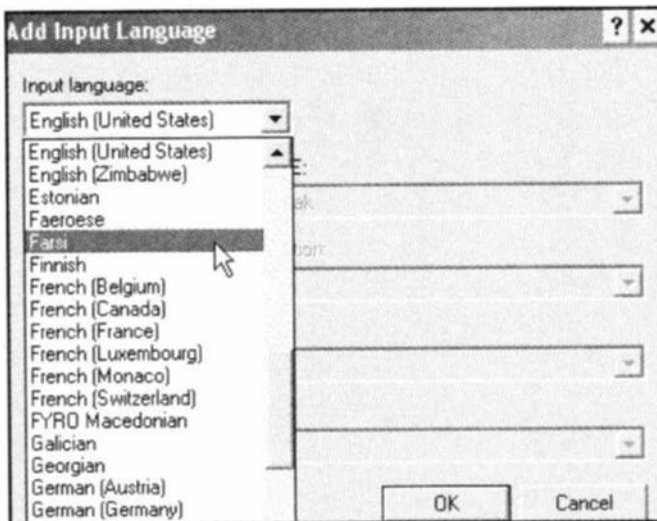 Add Input Language
? ×
Input language:
English (United States)
English (United States)
English (Zimbabwe)
Estonian
Faeroese
Farsi
Finnish
French (Belgium)
French (Canada)
French (France)
French (Luxembourg)
French (Monaco)
French (Switzerland)
FYRO Macedonian
Galician
Georgian
German (Austria)
German (Germany)
OK Cancel